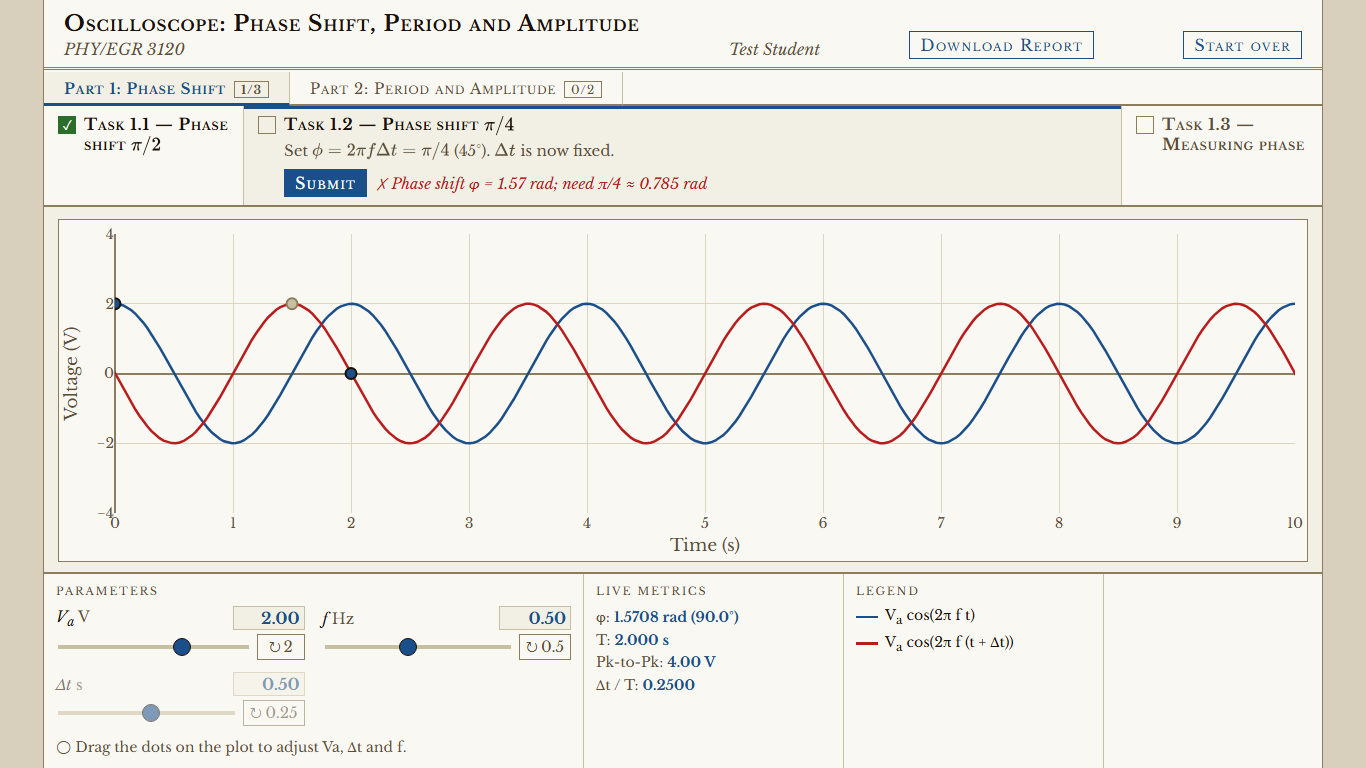 Oscilloscope: Phase Shift, Period and Amplitude
PHY/EGR 3120
Test Student
Download Report
Start over
Part 1: Phase Shift 1/3
Part 2: Period and Amplitude 0/2
✓ Task 1.1 — Phase
shift π/2
Task 1.2 — Phase shift π/4
Set ϕ = 2πfΔt = π/4 (45°). Δt is now fixed.
Submit ✗ Phase shift φ = 1.57 rad; need π/4 ≈ 0.785 rad
Task 1.3 —
Measuring phase
4
2
0
−2
−4
Voltage (V)
0 1 2 3 4 5 6 7 8 9 10
Time (s)
PARAMETERS
Va V 2.00
↻ 2
f Hz 0.50
↻ 0.5
Δt s 0.50
↻ 0.25
Drag the dots on the plot to adjust Va, Δt and f.
LIVE METRICS
φ: 1.5708 rad (90.0°)
T: 2.000 s
Pk-to-Pk: 4.00 V
Δt / T: 0.2500
LEGEND
Va cos(2π f t)
Va cos(2π f (t + Δt))